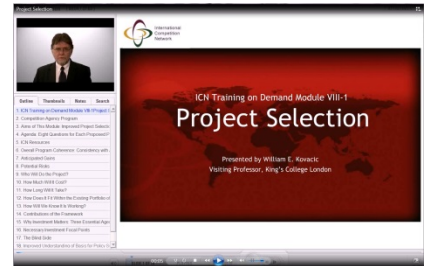 Project Selection
International
Competition
Network
Outline Thumbnails Notes Search
1. ICN Training on Demand Module VIII-1 Project
2. Competition Agency Program
3. Aims of This Module: Improved Project Selectio
4. Agenda: Eight Questions for Each Proposed
5. ICN Resources
6. Overall Program Coherence: Consistency with
7. Anticipated Gains
8. Potential Risks
9. Who Will Do the Project?
10. How Much Will It Cost?
11. How Long Will It Take?
12. How Does It Fit Within the Existing Portfolio of
13. How Will We Know It Is Working?
14. Contributions of the Framework
15. Why Investment Matters: Three Essential
16. Necessary Investment Focal Points
17. The Blind Side
18. Improved Understanding of Basis for Policy
ICN Training on Demand Module VIII-1
Project Selection
Presented by William E. Kovacic
Visiting Professor, King's College London